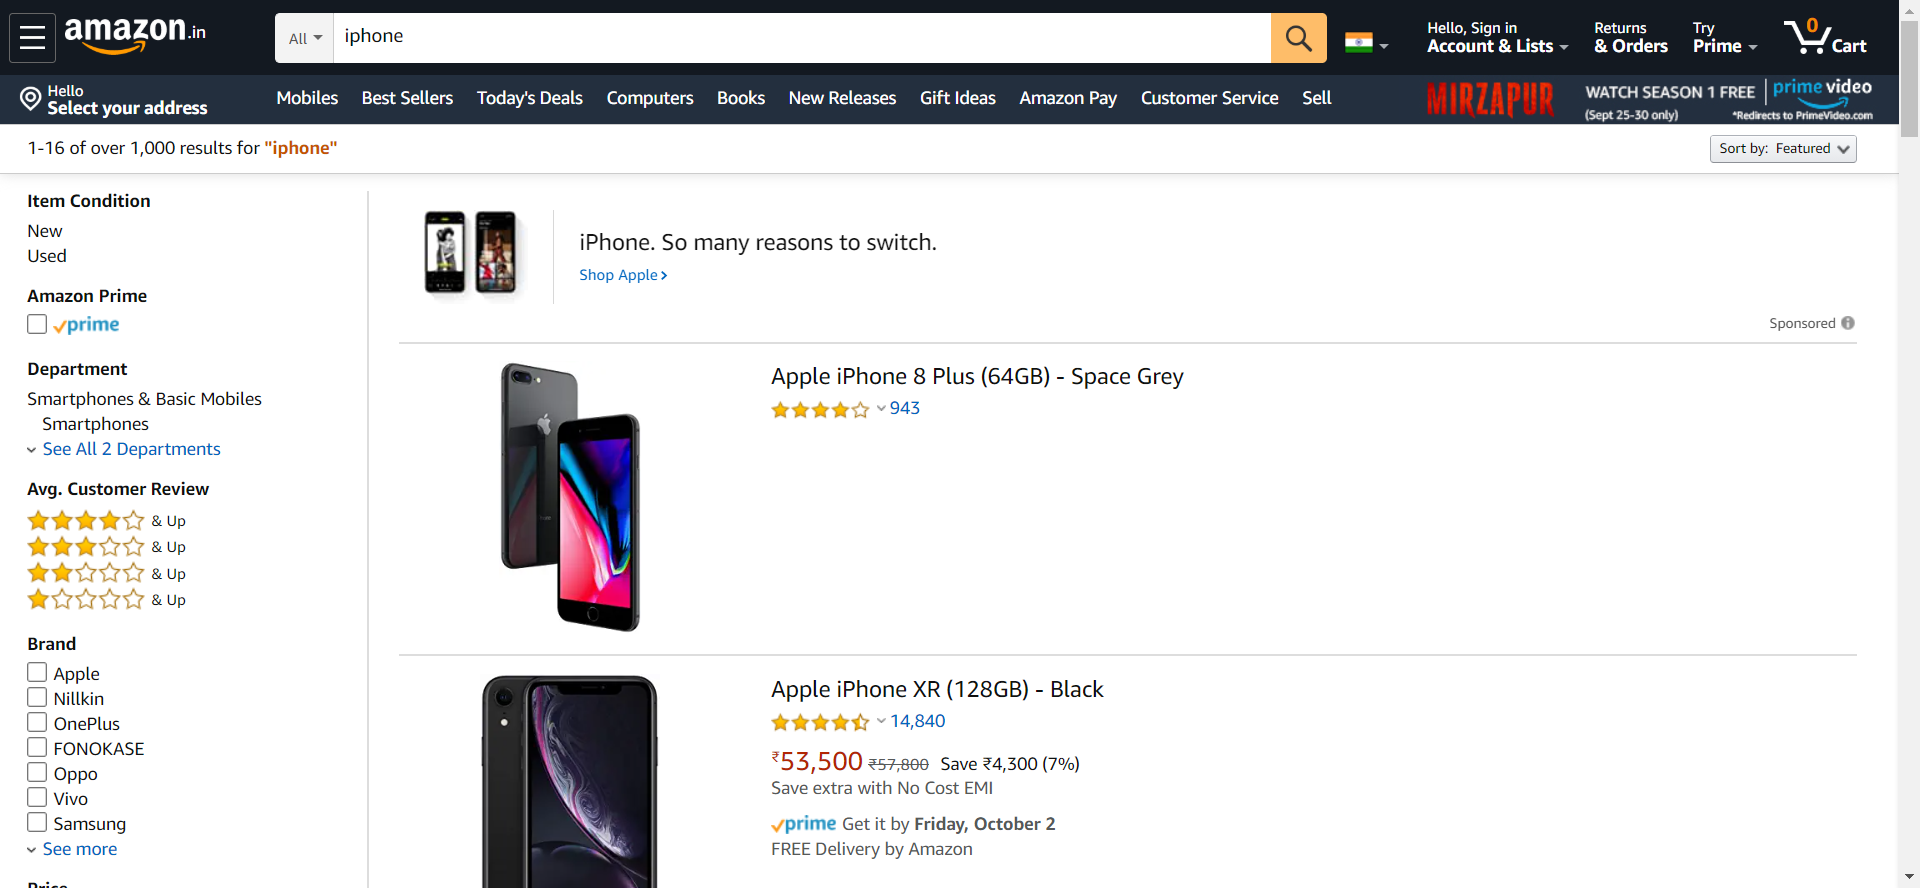 amazon.in
All
iphone
Hello, Sign in
Account & Lists
Returns
& Orders
Try
Prime
0
Cart
Hello
Select your address
Mobiles
Best Sellers
Today's Deals
Computers
Books
New Releases
Gift Ideas
Amazon Pay
Customer Service
Sell
MIRZAPUR
WATCH SEASON 1 FREE
(Sept 25-30 only)
prime video
*Redirects to PrimeVideo.com
1-16 of over 1,000 results for "iphone"
Sort by: Featured
Item Condition
New
Used
Amazon Prime
prime
Department
Smartphones & Basic Mobiles
Smartphones
See All 2 Departments
Avg. Customer Review
& Up
& Up
& Up
& Up
Brand
Apple
Nillkin
OnePlus
FONOKASE
Oppo
Vivo
Samsung
See more
Price
iPhone. So many reasons to switch.
Shop Apple
Sponsored
Apple iPhone 8 Plus (64GB) - Space Grey
943
Apple iPhone XR (128GB) - Black
14,840
₹53,500 ₹57,800 Save ₹4,300 (7%)
Save extra with No Cost EMI
prime Get it by Friday, October 2
FREE Delivery by Amazon